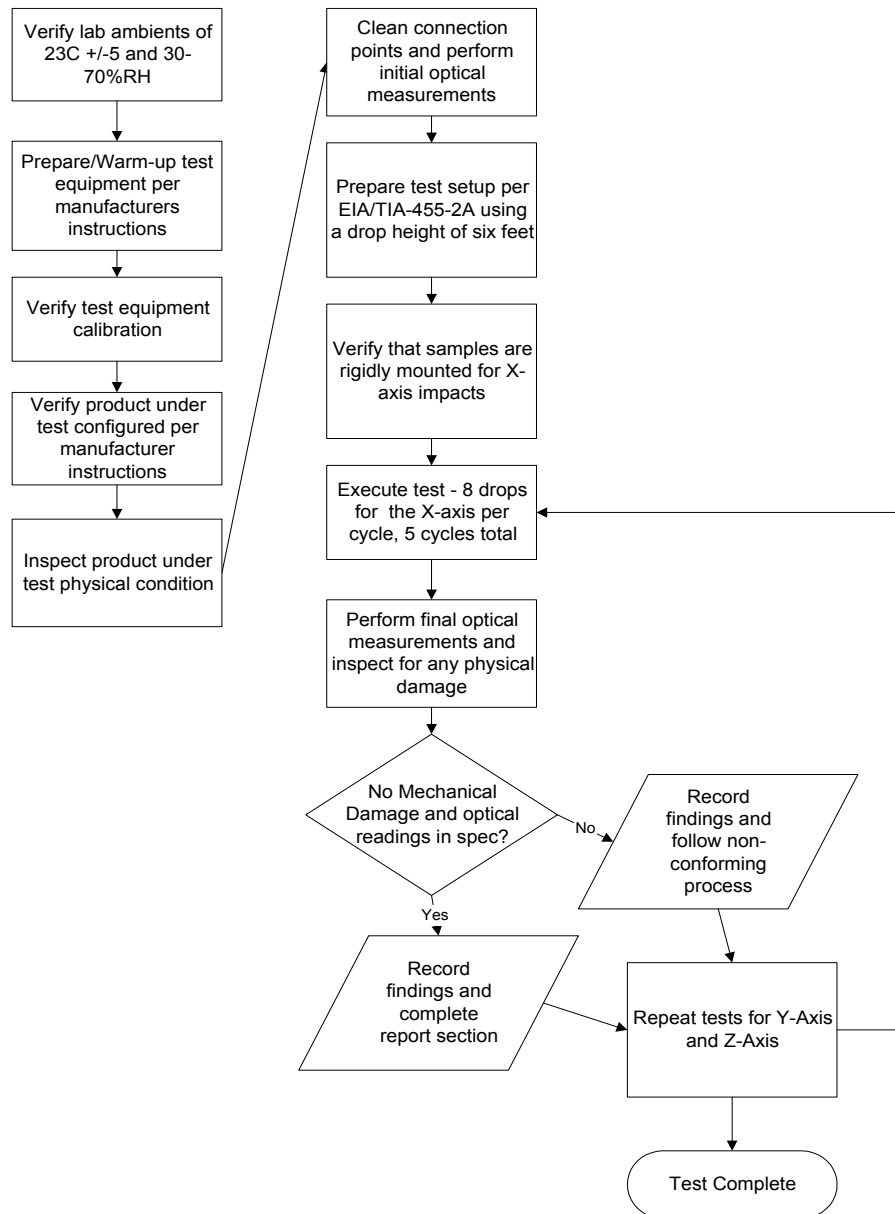 Verify lab ambients of
23C +/-5 and 30-
70%RH
Prepare/Warm-up test
equipment per
manufacturers
instructions
Verify test equipment
calibration
Verify product under
test configured per
manufacturer
instructions
Inspect product under
test physical condition
Clean connection
points and perform
initial optical
measurements
Prepare test setup per
EIA/TIA-455-2A using
a drop height of six feet
Verify that samples are
rigidly mounted for X-
axis impacts
Execute test - 8 drops
for the X-axis per
cycle, 5 cycles total
Perform final optical
measurements and
inspect for any physical
damage
No Mechanical
Damage and optical
readings in spec?
No
Record
findings and
follow non-
conforming
process
Yes
Record
findings and
complete
report section
Repeat tests for Y-Axis
and Z-Axis
Test Complete